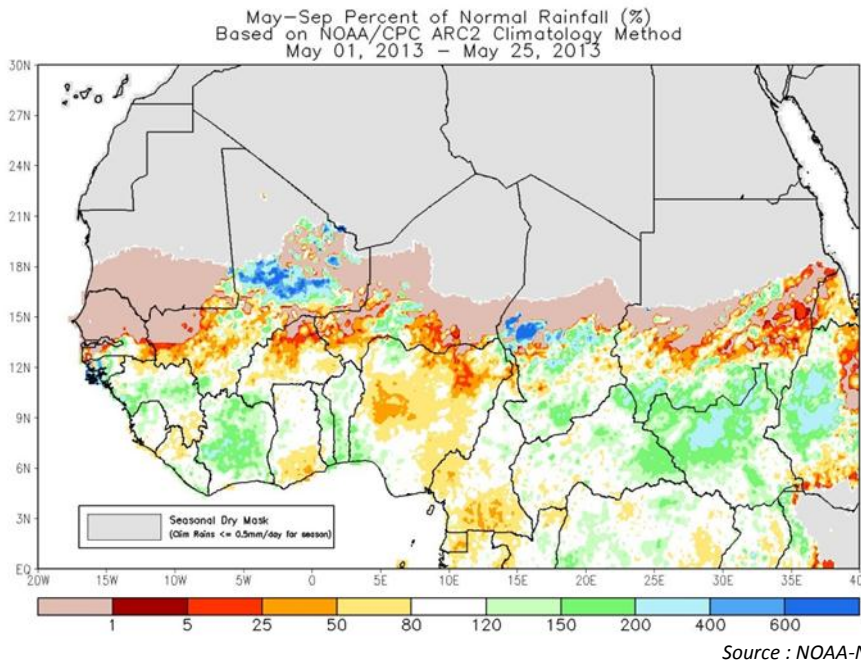 May-Sep Percent of Normal Rainfall (%)
Based on NOAA/CPC ARC2 Climatology Method
May 01, 2013 – May 25, 2013
30N
27N
24N
21N
18N
15N
12N
9N
6N
3N
EQ
Seasonal Dry Mask
(Clim Rains <= 0.5mm/day for season)
20W 15W 10W 5W 0 5E 10E 15E 20E 25E 30E 35E 40E
1 5 25 50 80 120 150 200 400 600
Source : NOAA-N